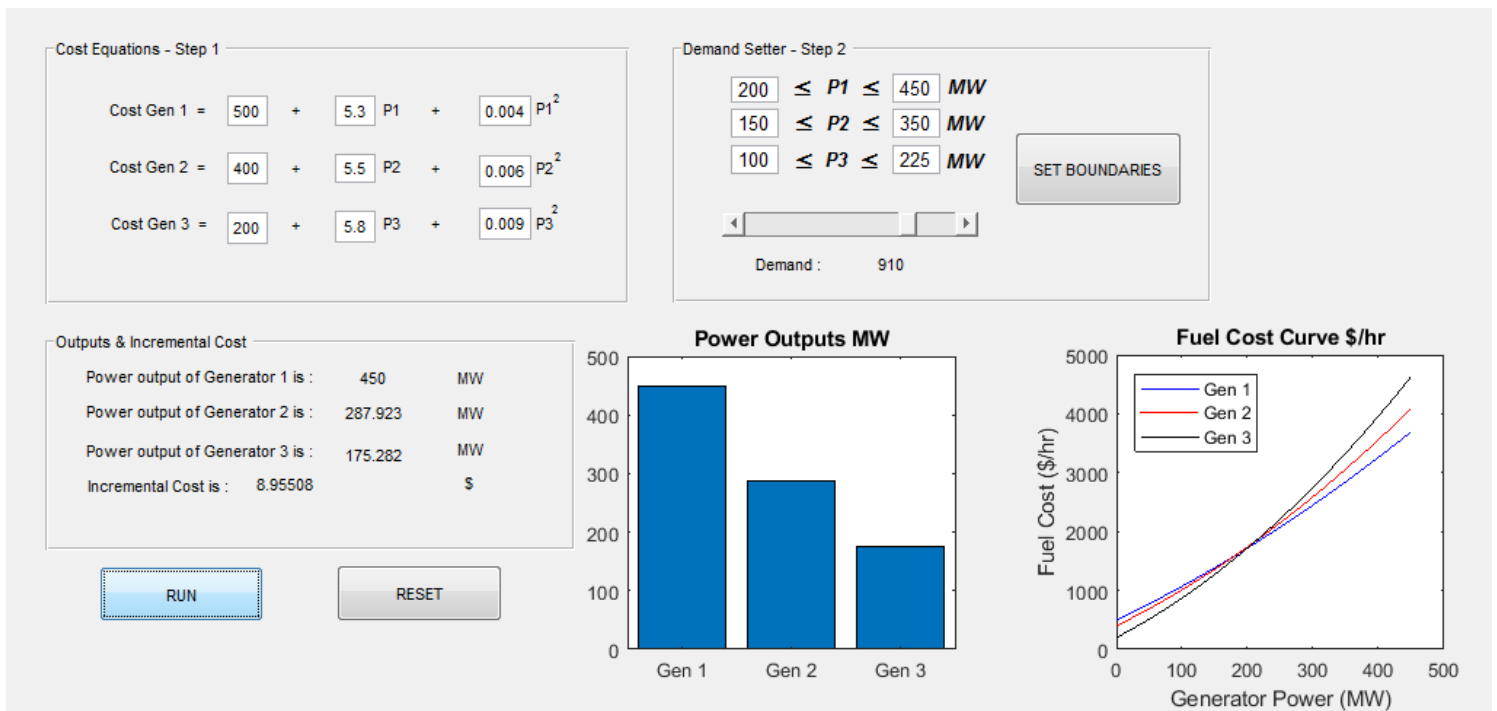 Cost Equations - Step 1
Cost Gen 1 = 500 + 5.3 P1 + 0.004 P1^2
Cost Gen 2 = 400 + 5.5 P2 + 0.006 P2^2
Cost Gen 3 = 200 + 5.8 P3 + 0.009 P3^2
Demand Setter - Step 2
200 ≤ P1 ≤ 450 MW
150 ≤ P2 ≤ 350 MW
100 ≤ P3 ≤ 225 MW
SET BOUNDARIES
Demand : 910
Outputs & Incremental Cost
Power output of Generator 1 is : 450 MW
Power output of Generator 2 is : 287.923 MW
Power output of Generator 3 is : 175.282 MW
Incremental Cost is : 8.95508 $
RUN
RESET
Power Outputs MW
500
400
300
200
100
0
Gen 1 Gen 2 Gen 3
Fuel Cost Curve $/hr
Fuel Cost ($/hr)
5000
4000
3000
2000
1000
0
Gen 1
Gen 2
Gen 3
0 100 200 300 400 500
Generator Power (MW)